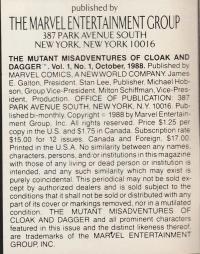 published by
THE MARVEL ENTERTAINMENT GROUP
387 PARK AVENUE SOUTH
NEW YORK, NEW YORK 10016
THE MUTANT MISADVENTURES OF CLOAK AND
DAGGER™, Vol. 1, No. 1, October, 1988. Published by
MARVEL COMICS, A NEW WORLD COMPANY. James
E. Galton, President. Stan Lee, Publisher. Michael Hob-
son, Group Vice-President. Milton Schiffman, Vice-Pres-
ident, Production. OFFICE OF PUBLICATION: 387
PARK AVENUE SOUTH, NEW YORK, N.Y. 10016. Pub-
lished bi-monthly. Copyright © 1988 by Marvel Entertain-
ment Group, Inc. All rights reserved. Price $1.25 per
copy in the U.S. and $1.75 in Canada. Subscription rate
$15.00 for 12 issues. Canada and Foreign, $17.00.
Printed in the U.S.A. No similarity between any names,
characters, persons, and/or institutions in this magazine
with those of any living or dead person or institution is
intended, and any such similarity which may exist is
purely coincidental. This periodical may not be sold ex-
cept by authorized dealers and is sold subject to the
conditions that it shall not be sold or distributed with any
part of its cover or markings removed, nor in a mutilated
condition. THE MUTANT MISADVENTURES OF
CLOAK AND DAGGER and all prominent characters
featured in this issue and the distinct likeness thereof,
are trademarks of the MARVEL ENTERTAINMENT
GROUP, INC.